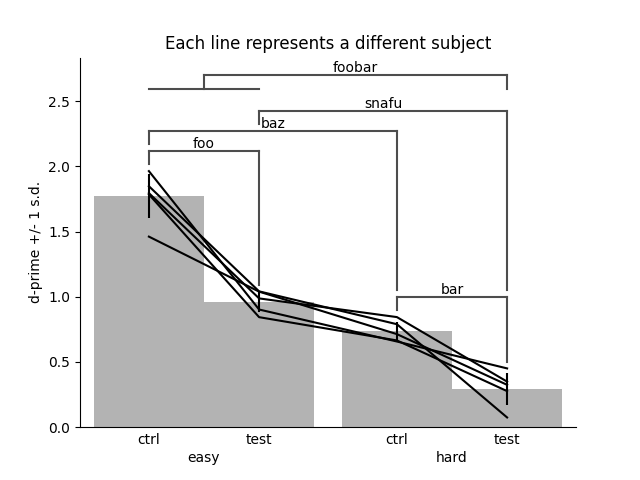 Each line represents a different subject
foobar
snafu
baz
foo
bar
d-prime +/- 1 s.d.
2.5
2.0
1.5
1.0
0.5
0.0
ctrl test ctrl test
easy hard